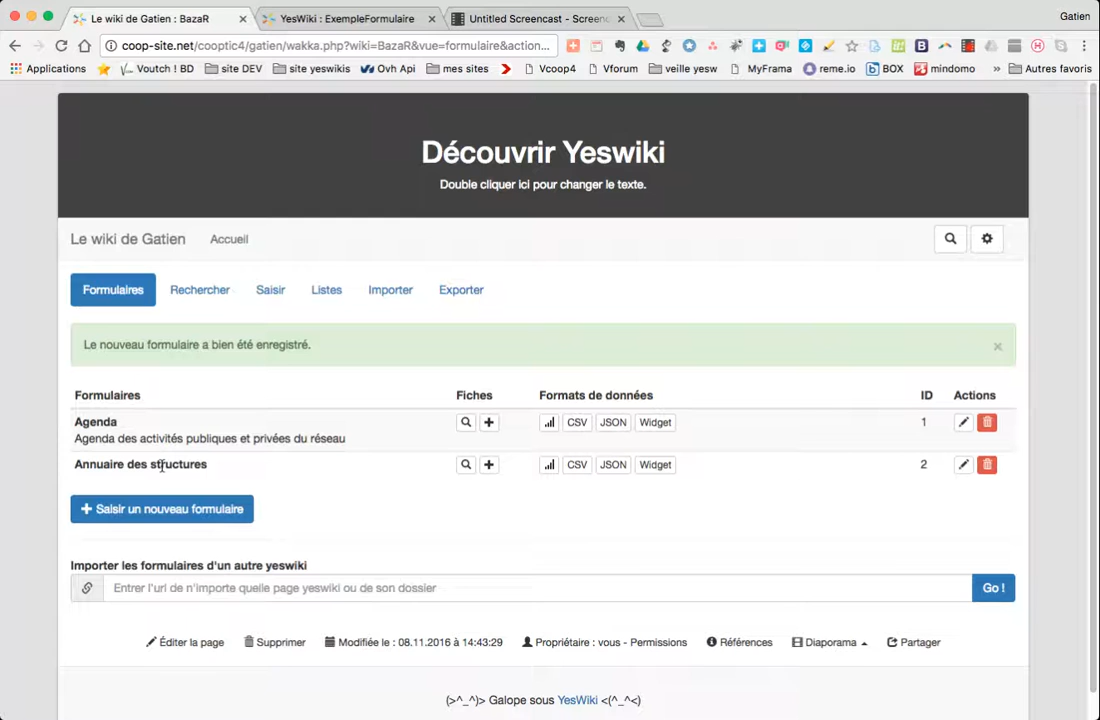 Gatien
Le wiki de Gatien : BazaR
YesWiki : ExempleFormulaire
Untitled Screencast - Screenc
coop-site.net/cooptic4/gatien/wakka.php?wiki=BazaR&vue=formulaire&action...
Applications
Voutch ! BD
site DEV
site yeswikis
Ovh Api
mes sites
Vcoop4
Vforum
veille yesw
MyFrama
reme.io
BOX
mindomo
»
Autres favoris
Découvrir Yeswiki
Double cliquer ici pour changer le texte.
Le wiki de Gatien
Accueil
Formulaires
Rechercher
Saisir
Listes
Importer
Exporter
Le nouveau formulaire a bien été enregistré.
×
Formulaires Fiches Formats de données ID Actions
Agenda CSV JSON Widget 1
Agenda des activités publiques et privées du réseau
Annuaire des structures CSV JSON Widget 2
Saisir un nouveau formulaire
Importer les formulaires d'un autre yeswiki
Entrer l'url de n'importe quelle page yeswiki ou de son dossier
Go !
Éditer la page
Supprimer
Modifiée le : 08.11.2016 à 14:43:29
Propriétaire : vous - Permissions
Références
Diaporama
Partager
(>^_^)> Galope sous YesWiki <(^_^<)